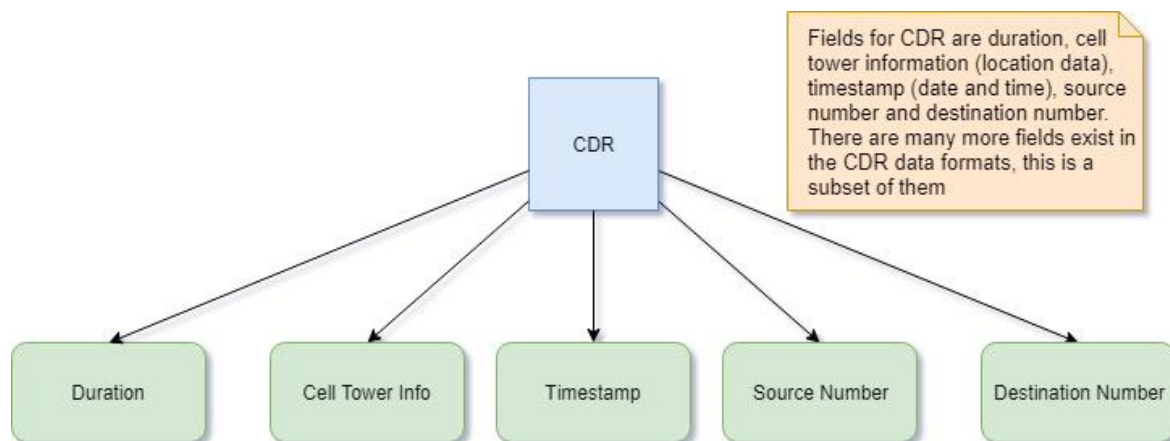 Fields for CDR are duration, cell
tower information (location data),
timestamp (date and time), source
number and destination number.
There are many more fields exist in
the CDR data formats, this is a
subset of them
CDR
Duration
Cell Tower Info
Timestamp
Source Number
Destination Number